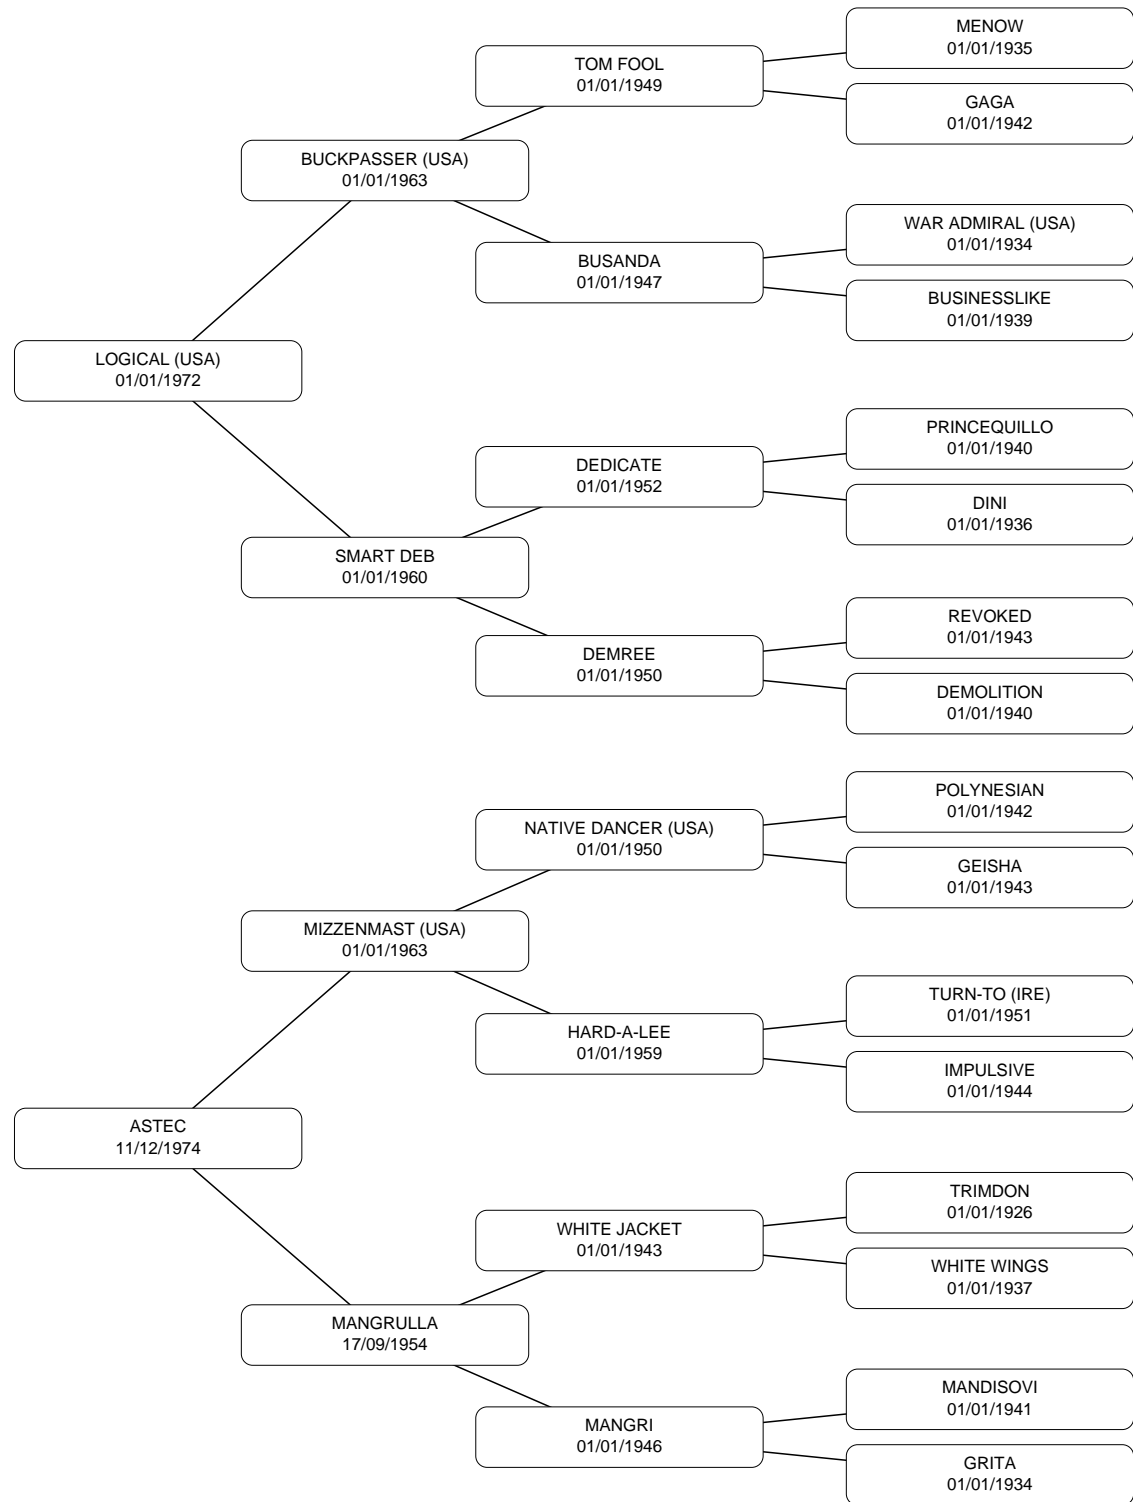 MENOW
01/01/1935
TOM FOOL
01/01/1949
GAGA
01/01/1942
BUCKPASSER (USA)
01/01/1963
WAR ADMIRAL (USA)
01/01/1934
BUSANDA
01/01/1947
BUSINESSLIKE
01/01/1939
LOGICAL (USA)
01/01/1972
PRINCEQUILLO
01/01/1940
DEDICATE
01/01/1952
DINI
01/01/1936
SMART DEB
01/01/1960
REVOKED
01/01/1943
DEMREE
01/01/1950
DEMOLITION
01/01/1940
POLYNESIAN
01/01/1942
NATIVE DANCER (USA)
01/01/1950
GEISHA
01/01/1943
MIZZENMAST (USA)
01/01/1963
TURN-TO (IRE)
01/01/1951
HARD-A-LEE
01/01/1959
IMPULSIVE
01/01/1944
ASTEC
11/12/1974
TRIMDON
01/01/1926
WHITE JACKET
01/01/1943
WHITE WINGS
01/01/1937
MANGRULLA
17/09/1954
MANDISOVI
01/01/1941
MANGRI
01/01/1946
GRITA
01/01/1934